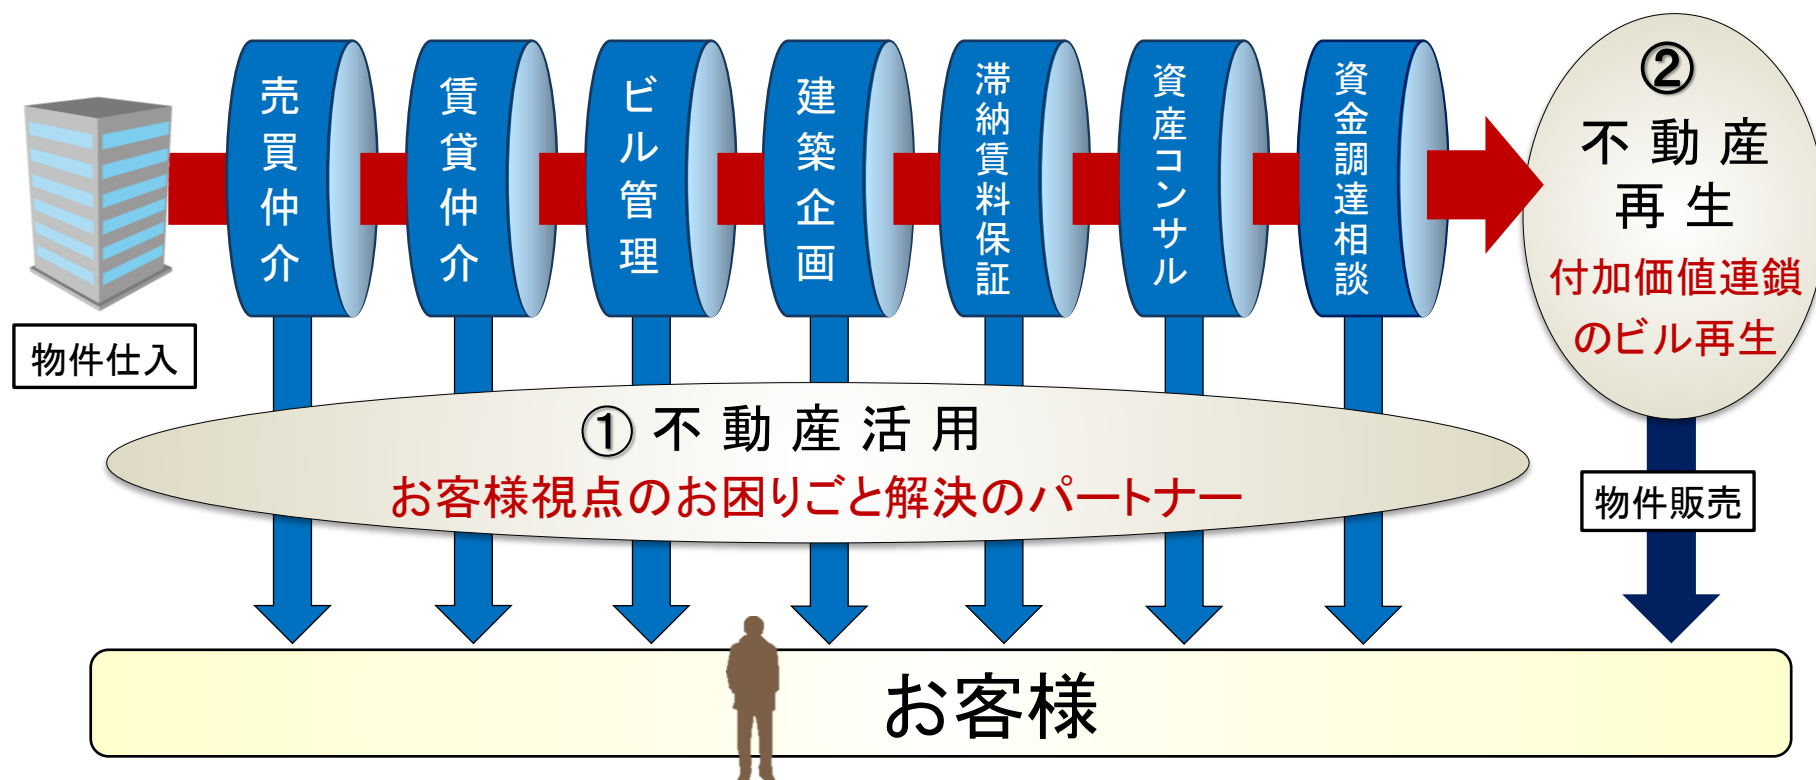 物件仕入
売買仲介
賃貸仲介
ビル管理
建築企画
滞納賃料保証
資産コンサル
資金調達相談
②
不動産
再生
付加価値連鎖
のビル再生
①不動産活用
お客様視点のお困りごと解決のパートナー
物件販売
お客様